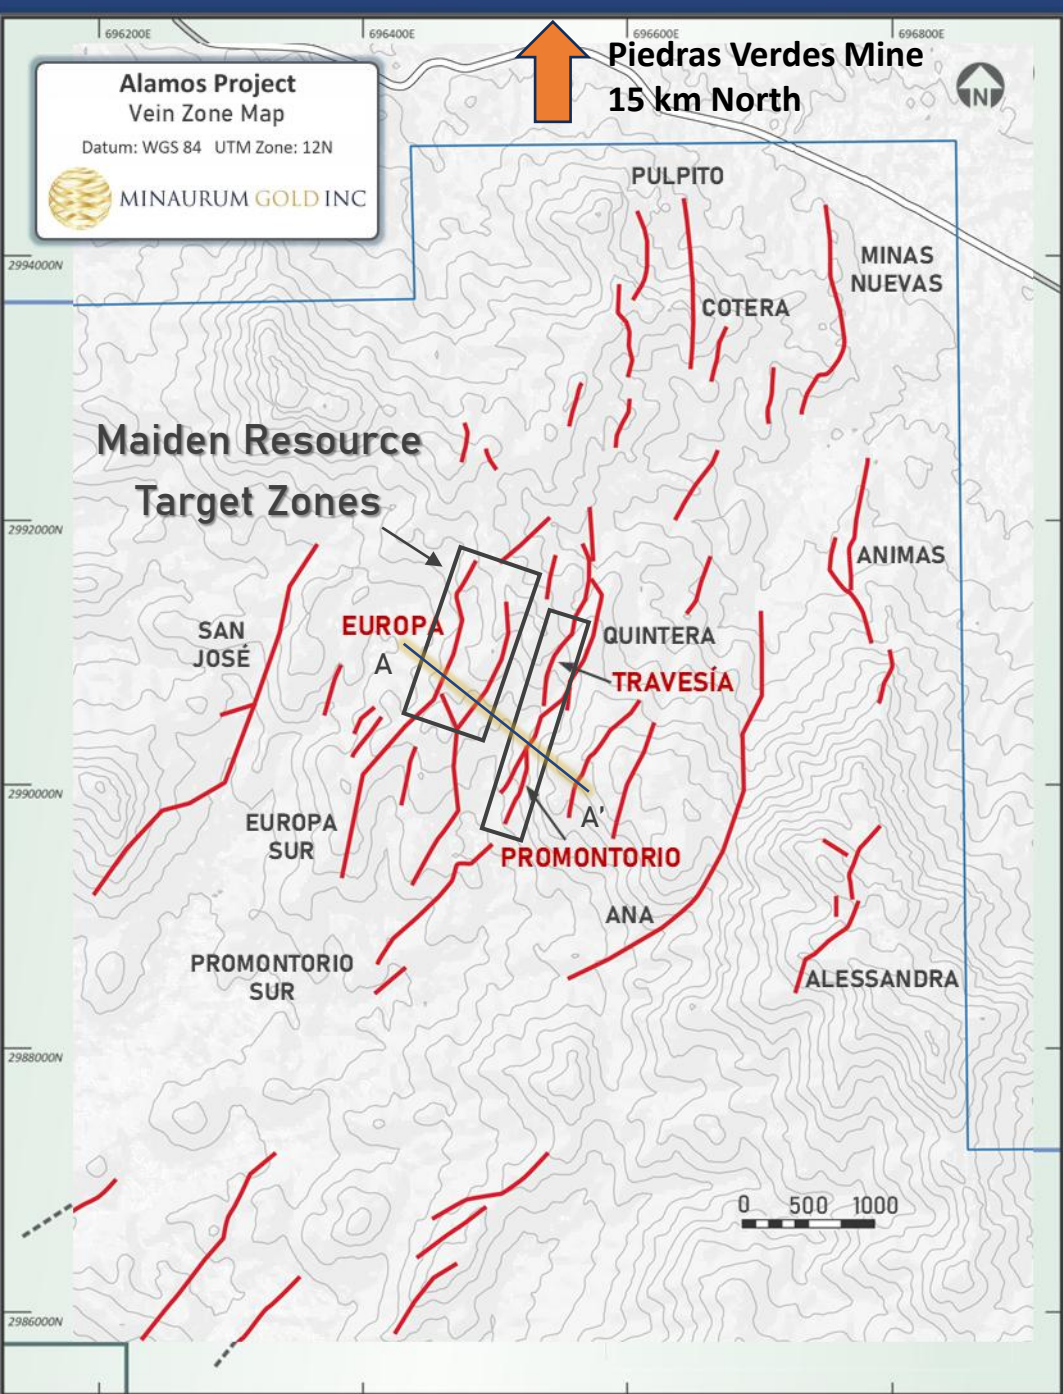 696200E
696400E
696600E
696800E
Piedras Verdes Mine
15 km North
N
Alamos Project
Vein Zone Map
Datum: WGS 84 UTM Zone: 12N
MINAURUM GOLD INC
PULPITO
MINAS
NUEVAS
2994000N
COTERA
Maiden Resource
Target Zones
2992000N
ANIMAS
SAN
JOSÉ
EUROPA
QUINTERA
A
TRAVESÍA
2990000N
A'
EUROPA
SUR
PROMONTORIO
ANA
PROMONTORIO
SUR
ALESSANDRA
2988000N
0 500 1000
2986000N